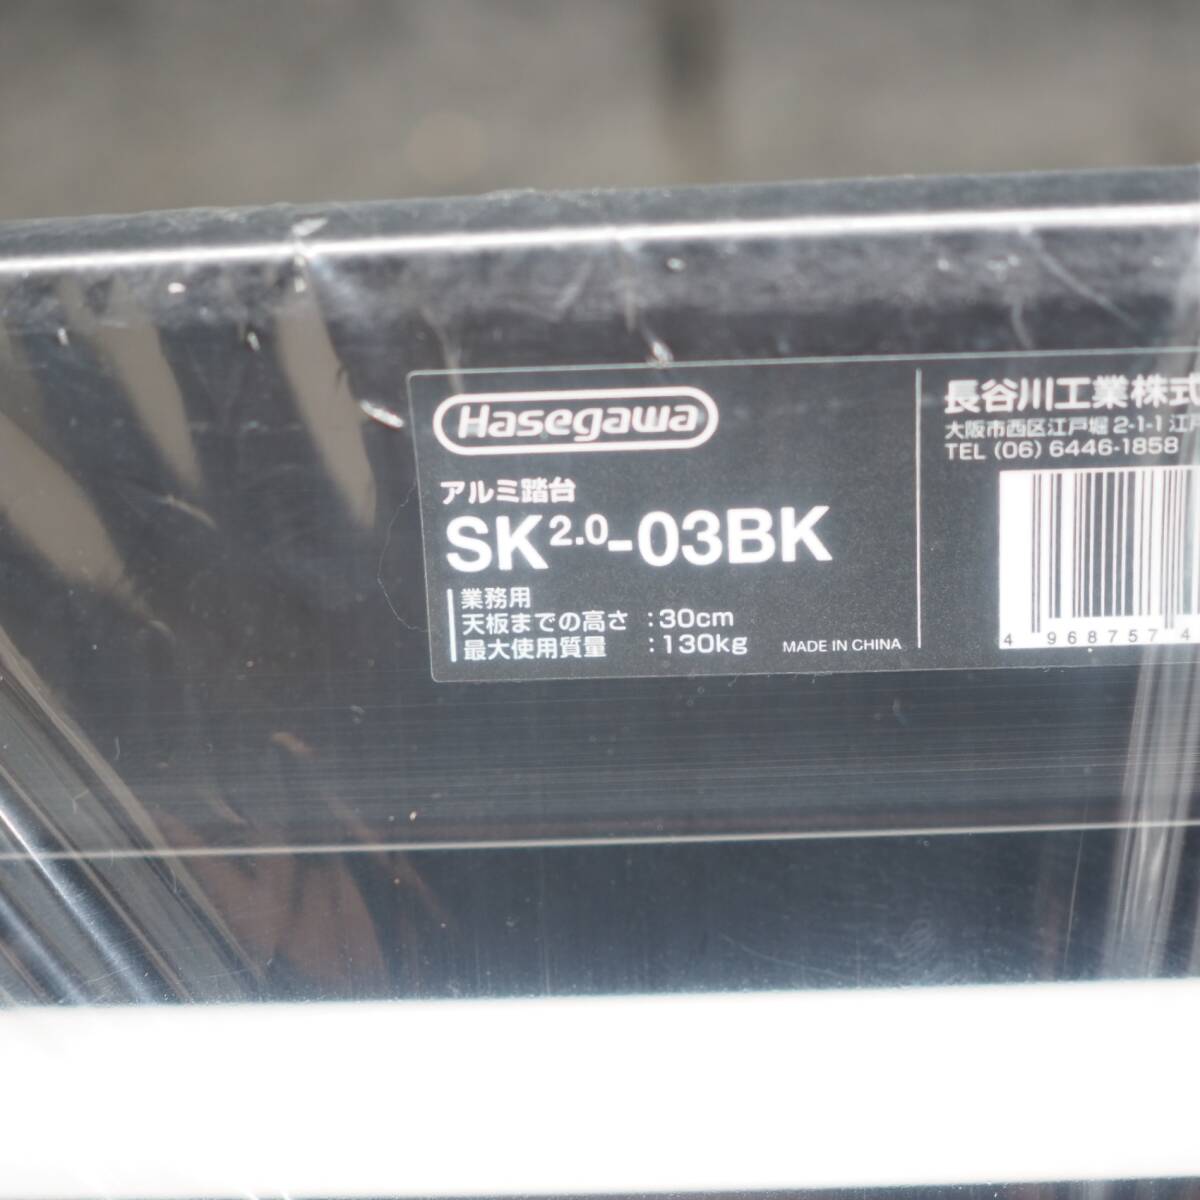 Hasegawa
アルミ踏台
SK2.0-03BK
業務用
天板までの高さ :30cm
最大使用質量 :130kg
MADE IN CHINA
長谷川工業株式
大阪市西区江戸堀 2-1-1 江戸
TEL (06) 6446-1858
4 968757 4